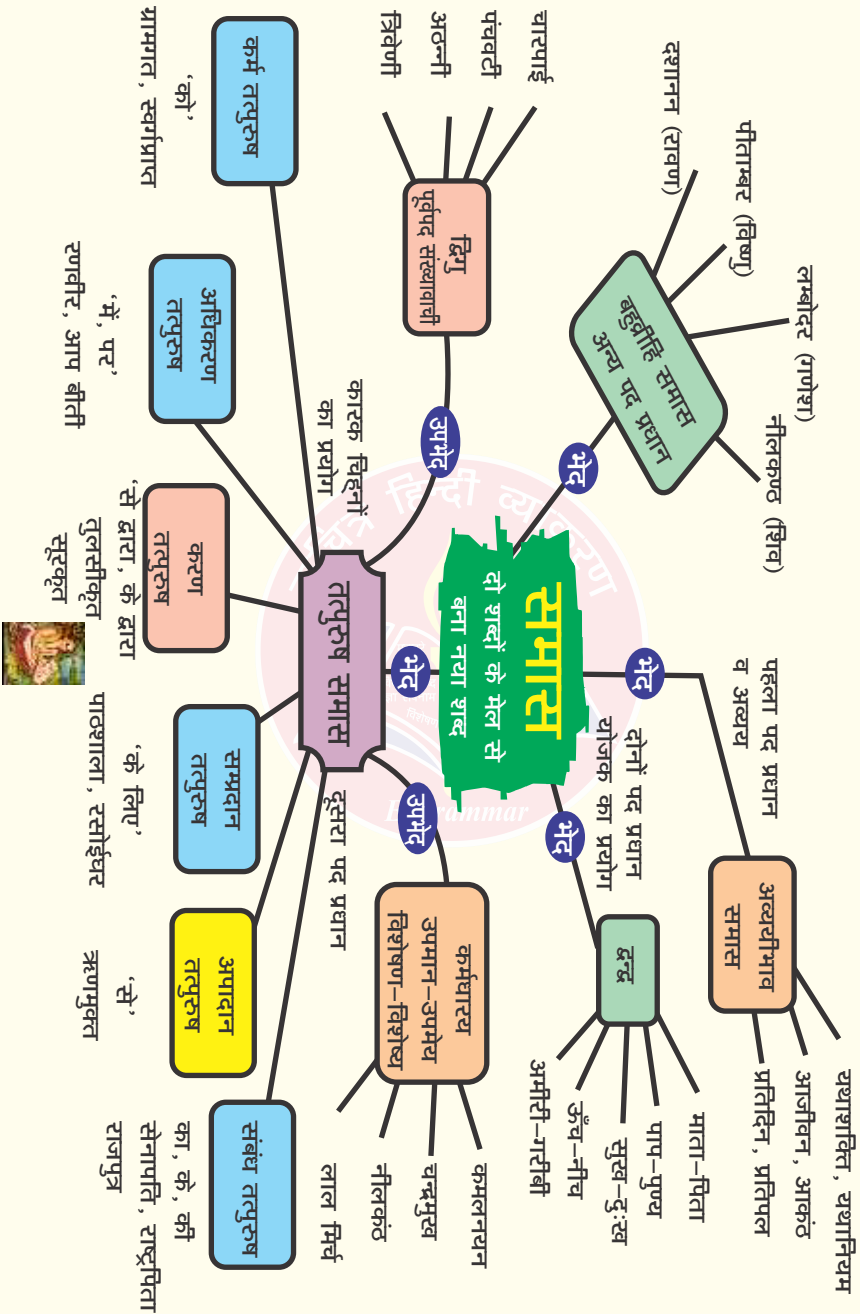 समास
दो शब्दों के मेल से
बना नया शब्द
भेद
बहुव्रीहि समास
अन्य पद प्रधान
दशानन (रावण)
पीताम्बर (विष्णु)
लम्बोदर (गणेश)
नीलकण्ठ (शिव)
भेद
पहला पद प्रधान
व अव्यय
अव्ययीभाव
समास
यथाशक्ति, यथानियम
आजीवन, आकंठ
प्रतिदिन, प्रतिपल
भेद
दोनों पद प्रधान
योजक का प्रयोग
द्वन्द्व
माता-पिता
पाप-पुण्य
सुख-दुःख
ऊँच-नीच
अमीरी-गरीबी
भेद
तत्पुरुष समास
कारक चिह्नों
का प्रयोग
दूसरा पद प्रधान
उपभेद
द्विगु
पूर्वपद संख्यावाची
चारपाई
पंचवटी
अठन्नी
त्रिवेणी
उपभेद
कर्मधारय
उपमान-उपमेय
विशेषण-विशेष्य
कमलनयन
चन्द्रमुख
नीलकंठ
लाल मिर्च
कर्म तत्पुरुष
‘को’
ग्रामगत, स्वर्गप्राप्त
अधिकरण
तत्पुरुष
‘में, पर’
रणवीर, आप बीती
करण
तत्पुरुष
‘से द्वारा, के द्वारा
तुलसीकृत
सूरकृत
सम्प्रदान
तत्पुरुष
‘के लिए’
पाठशाला, रसोईघर
अपादान
तत्पुरुष
‘से’
ऋणमुक्त
संबंध तत्पुरुष
का, के, की
सेनापति, राष्ट्रपिता
राजपुत्र
हिन्दी व्याकरण